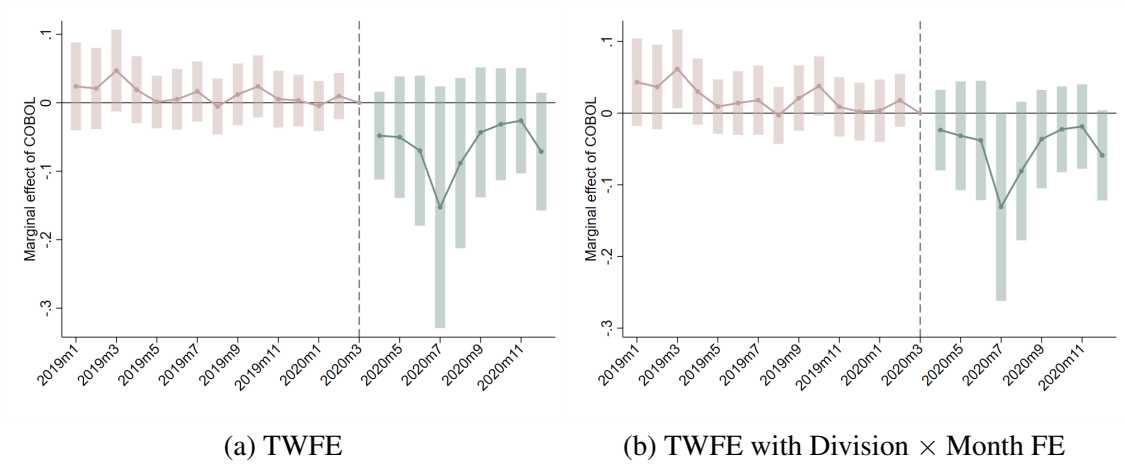 Marginal effect of COBOL
.1
0
-.1
-.2
-.3
2019m1
2019m3
2019m5
2019m7
2019m9
2019m11
2020m1
2020m3
2020m5
2020m7
2020m9
2020m11
(a) TWFE
Marginal effect of COBOL
.1
0
-.1
-.2
-.3
2019m1
2019m3
2019m5
2019m7
2019m9
2019m11
2020m1
2020m3
2020m5
2020m7
2020m9
2020m11
(b) TWFE with Division × Month FE